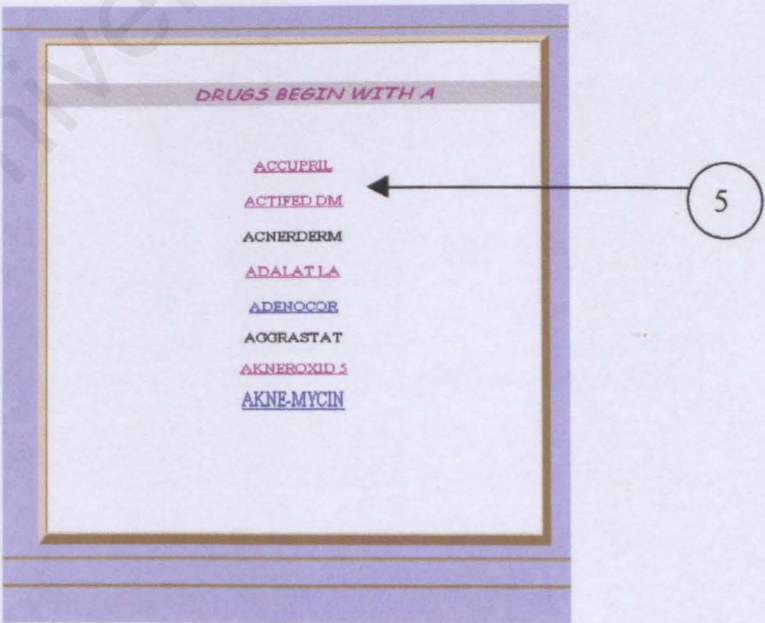 DRUGS BEGIN WITH A
ACCUPRIL
ACTIFED DM
5
ACNERDERM
ADALAT LA
ADENOCOR
AGGRASTAT
AKNEROXID 5
AKNE-MYCIN